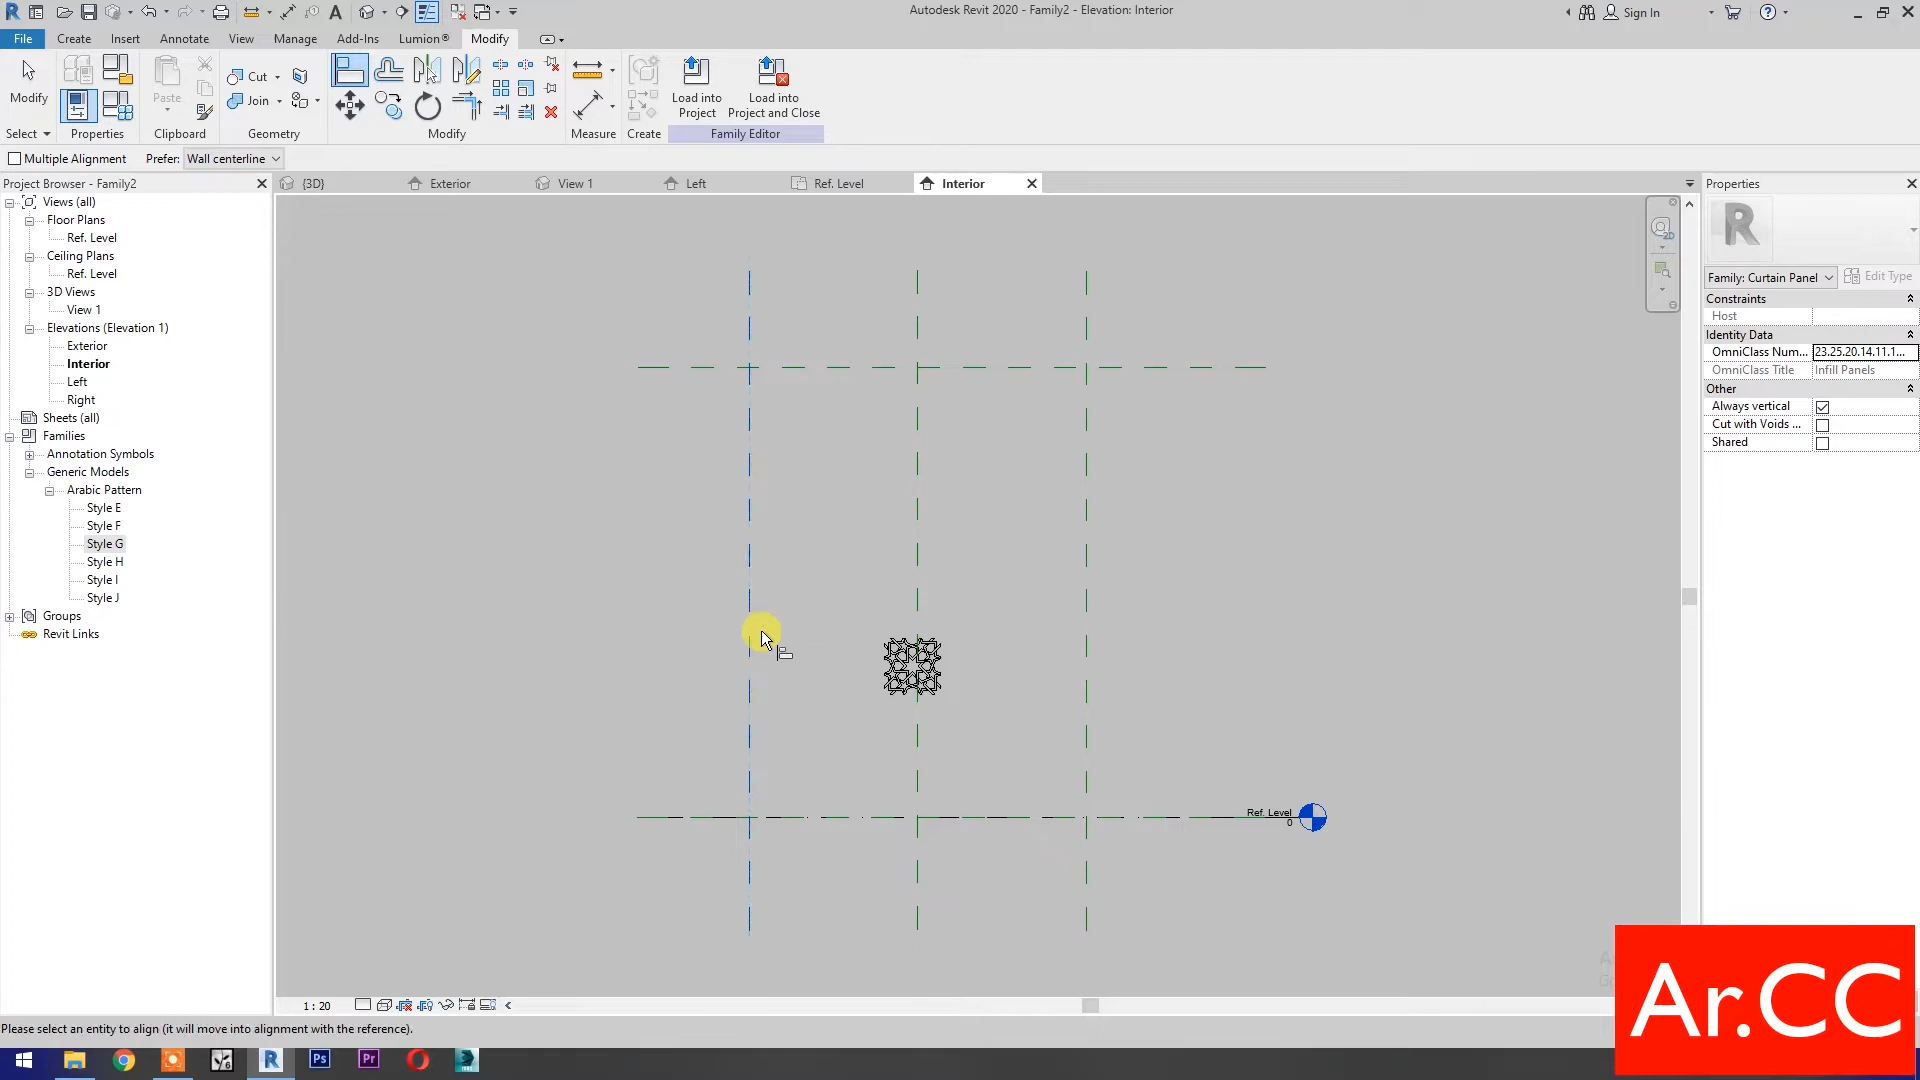 Autodesk Revit 2020 - Family2 - Elevation: Interior
Sign In
File
Create
Insert
Annotate
View
Manage
Add-Ins
Lumion®
Modify
Modify
Cut
Join
Paste
Load into
Project
Load into
Project and Close
Select
Properties
Clipboard
Geometry
Modify
Measure
Create
Family Editor
Multiple Alignment
Prefer:
Wall centerline
Project Browser - Family2
{3D}
Exterior
View 1
Left
Ref. Level
Interior
Properties
Views (all)
Floor Plans
Ref. Level
Ceiling Plans
Ref. Level
3D Views
View 1
Elevations (Elevation 1)
Exterior
Interior
Left
Right
Sheets (all)
Families
Annotation Symbols
Generic Models
Arabic Pattern
Style E
Style F
Style G
Style H
Style I
Style J
Groups
Revit Links
2D
Ref. Level
0
R
Family: Curtain Panel
Edit Type
Constraints
Host
Identity Data
OmniClass Num... 23.25.20.14.11.1...
OmniClass Title Infill Panels
Other
Always vertical
Cut with Voids ...
Shared
1 : 20
Please select an entity to align (it will move into alignment with the reference).
Ar.CC
R
Ps
Pr